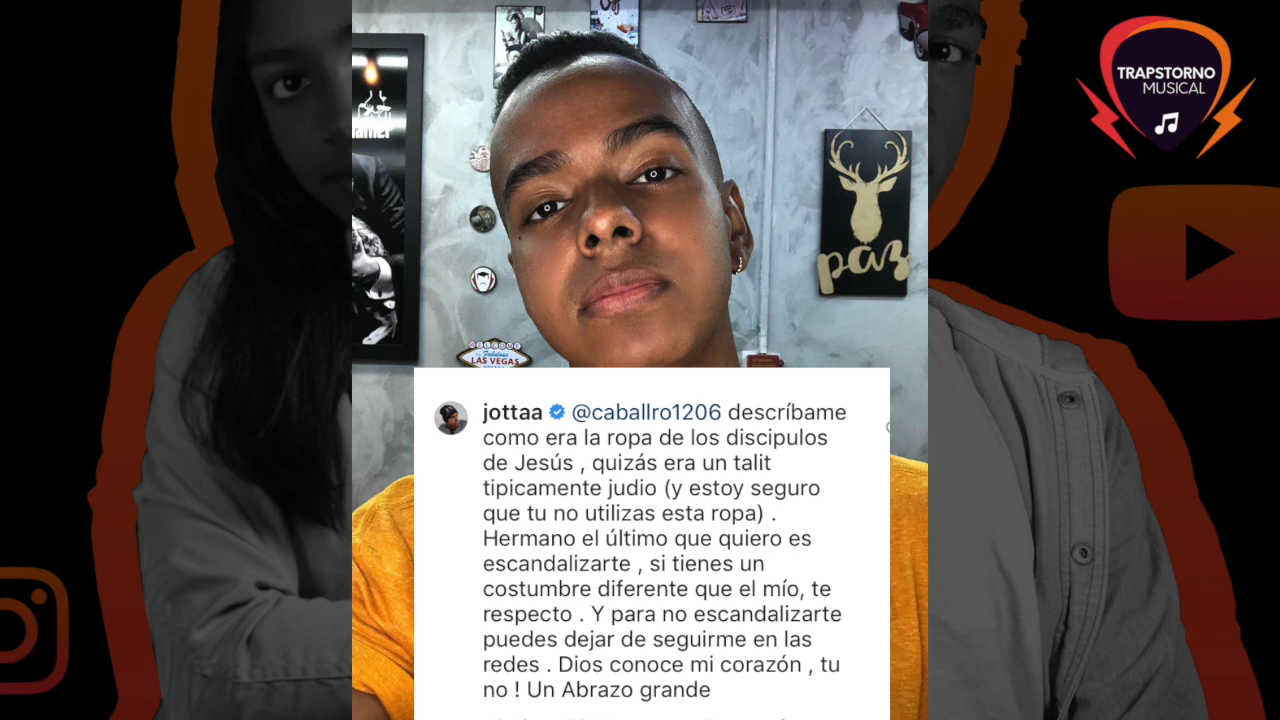 TRAPSTORNO
MUSICAL
paz
WELCOME
Fabulous
LAS VEGAS
jottaa @caballro1206 descríbame
como era la ropa de los discipulos
de Jesús , quizás era un talit
tipicamente judio (y estoy seguro
que tu no utilizas esta ropa) .
Hermano el último que quiero es
escandalizarte , si tienes un
costumbre diferente que el mío, te
respecto . Y para no escandalizarte
puedes dejar de seguirme en las
redes . Dios conoce mi corazón , tu
no ! Un Abrazo grande